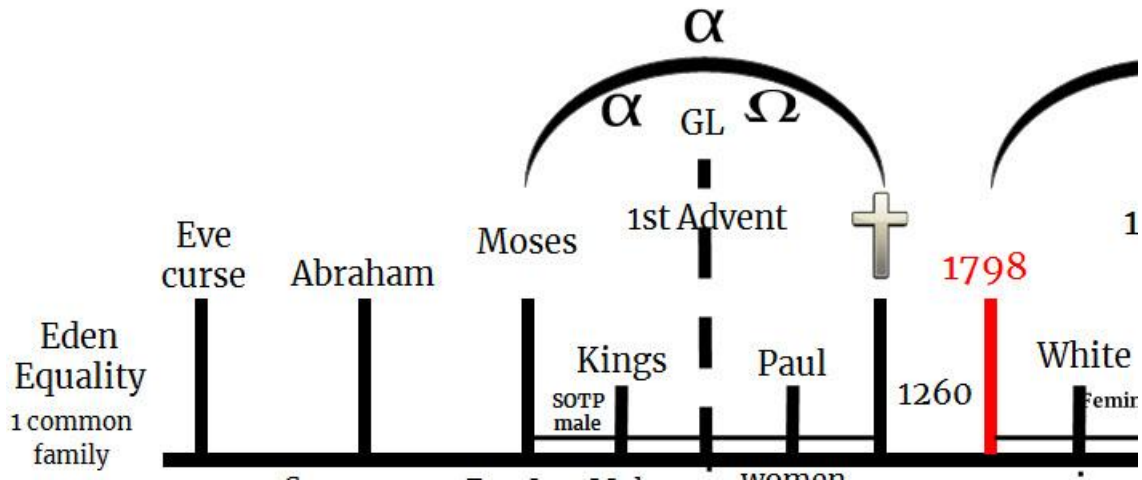 α
α
Ω
GL
1st Advent
Eve
curse
Abraham
Moses
1798
Eden
Equality
1 common
family
Kings
Paul
SOTP
male
1260
White
women